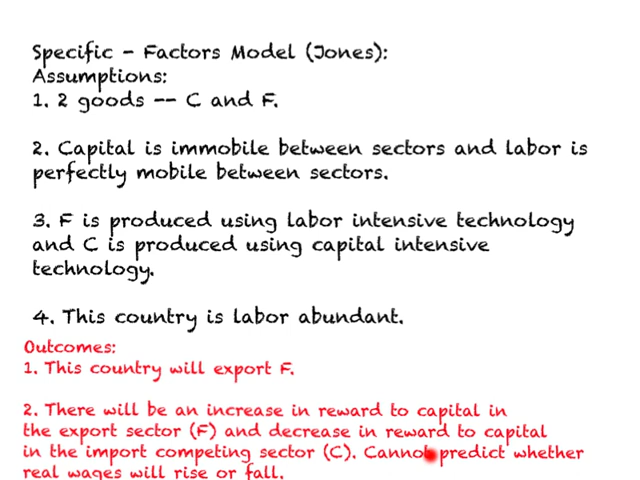 Specific - Factors Model (Jones):
Assumptions:
1. 2 goods -- C and F.
2. Capital is immobile between sectors and labor is
perfectly mobile between sectors.
3. F is produced using labor intensive technology
and C is produced using capital intensive
technology.
4. This country is labor abundant.
Outcomes:
1. This country will export F.
2. There will be an increase in reward to capital in
the export sector (F) and decrease in reward to capital
in the import competing sector (C). Cannot predict whether
real wages will rise or fall.